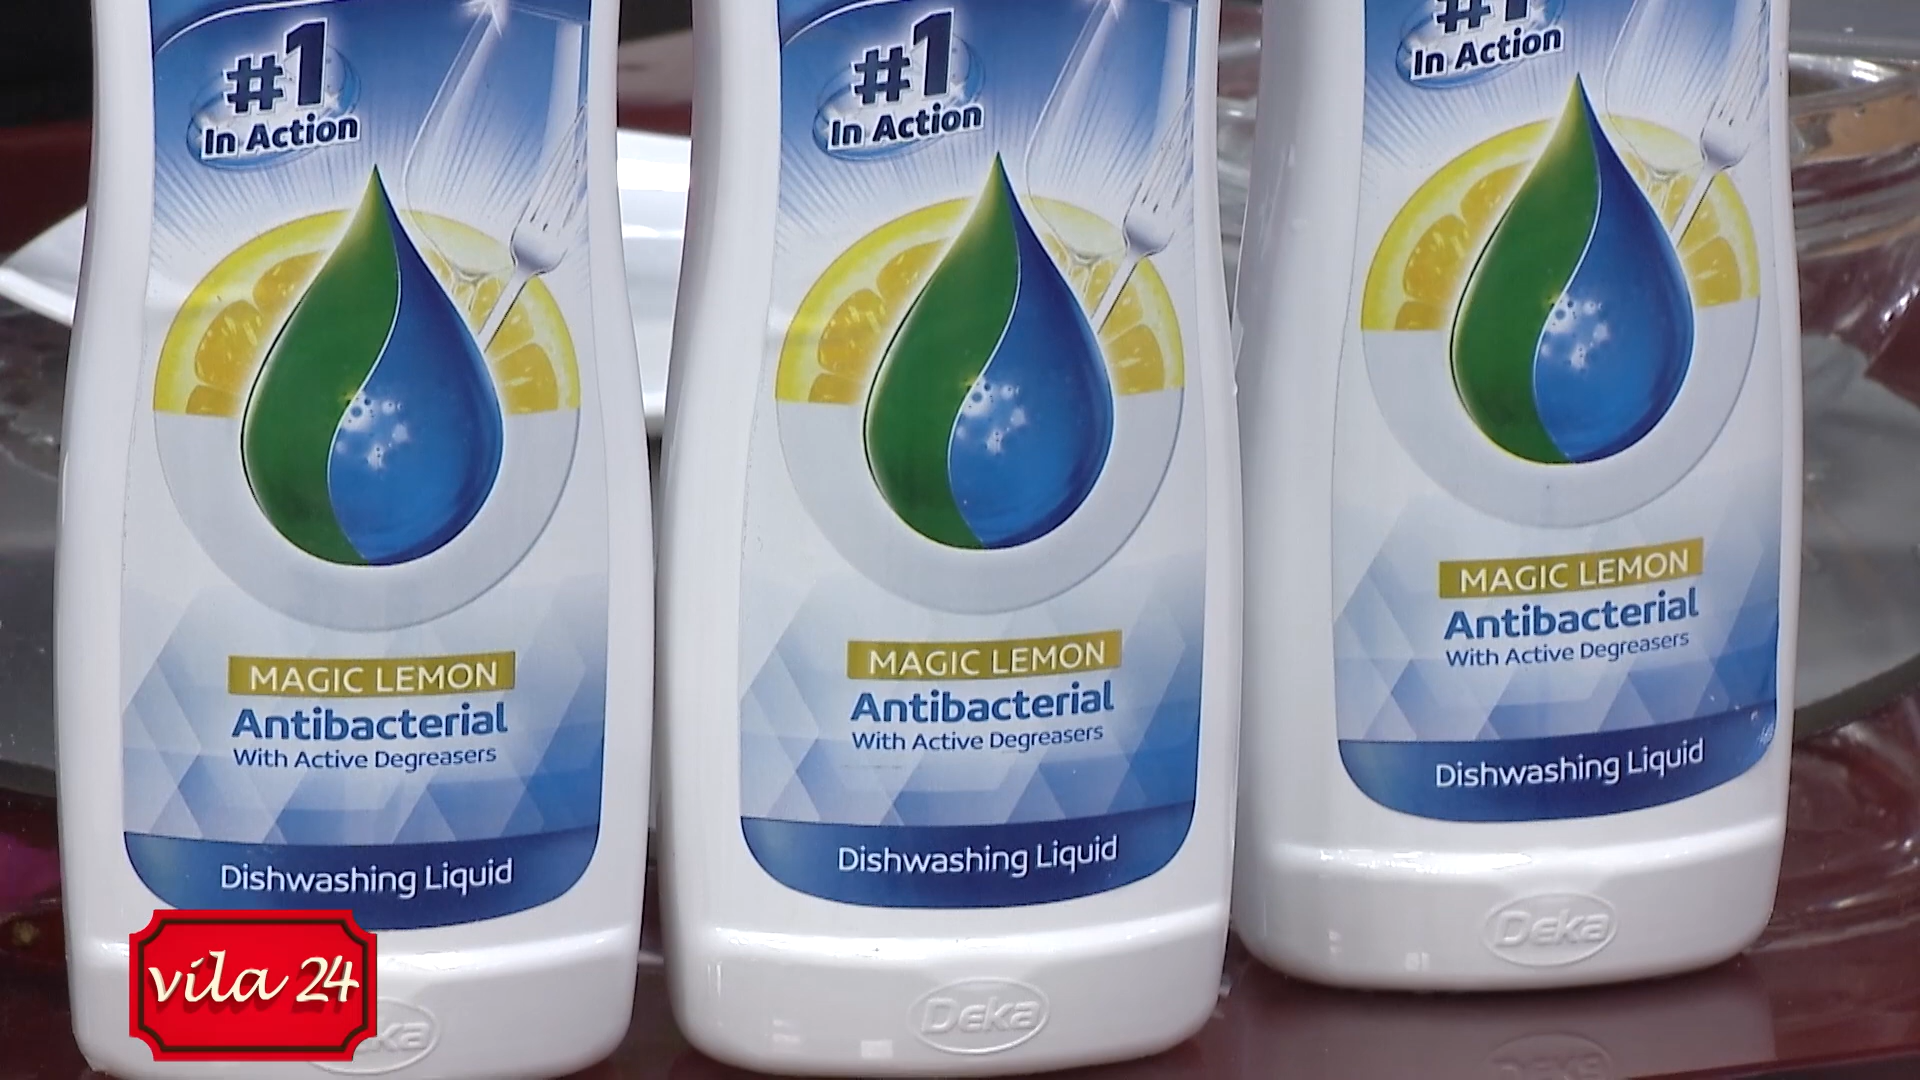 #1
In Action
MAGIC LEMON
Antibacterial
With Active Degreasers
Dishwashing Liquid
#1
In Action
MAGIC LEMON
Antibacterial
With Active Degreasers
Dishwashing Liquid
Deka
#1
In Action
MAGIC LEMON
Antibacterial
With Active Degreasers
Dishwashing Liquid
Deka
vila 24